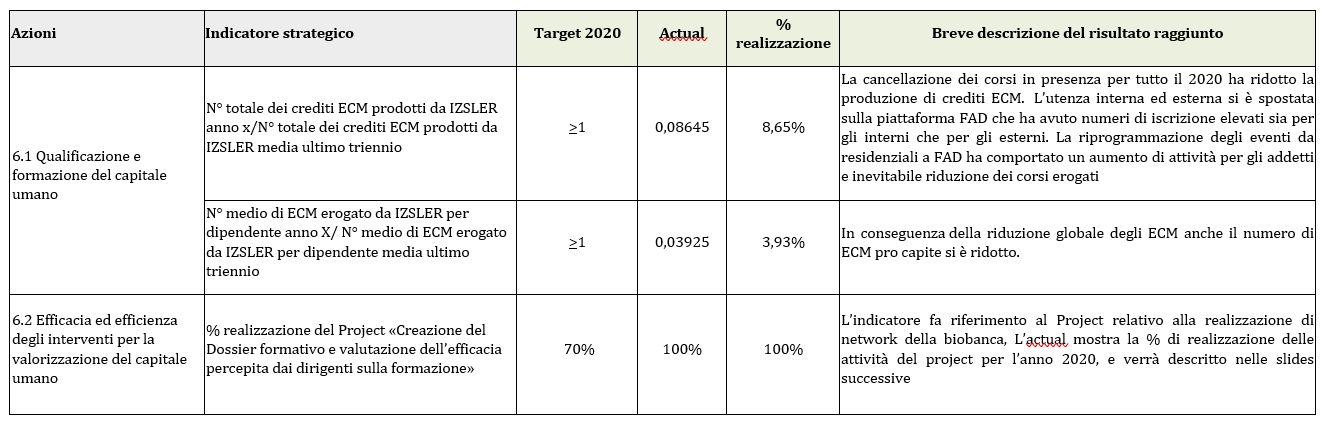 Azioni
Indicatore strategico
Target 2020
Actual
%
realizzazione
Breve descrizione del risultato raggiunto
6.1 Qualificazione e
formazione del capitale
umano
N° totale dei crediti ECM prodotti da IZSLER
anno x/N° totale dei crediti ECM prodotti da
IZSLER media ultimo triennio
≥1
0,08645
8,65%
La cancellazione dei corsi in presenza per tutto il 2020 ha ridotto la
produzione di crediti ECM. L’utenza interna ed esterna si è spostata
sulla piattaforma FAD che ha avuto numeri di iscrizione elevati sia per
gli interni che per gli esterni. La riprogrammazione degli eventi da
residenziali a FAD ha comportato un aumento di attività per gli addetti
e inevitabile riduzione dei corsi erogati
N° medio di ECM erogato da IZSLER per
dipendente anno X/ N° medio di ECM erogato
da IZSLER per dipendente media ultimo
triennio
≥1
0,03925
3,93%
In conseguenza della riduzione globale degli ECM anche il numero di
ECM pro capite si è ridotto.
6.2 Efficacia ed efficienza
degli interventi per la
valorizzazione del capitale
umano
% realizzazione del Project «Creazione del
Dossier formativo e valutazione dell’efficacia
percepita dai dirigenti sulla formazione»
70%
100%
100%
L’indicatore fa riferimento al Project relativo alla realizzazione di
network della biobanca, L’actual mostra la % di realizzazione delle
attività del project per l’anno 2020, e verrà descritto nelle slides
successive